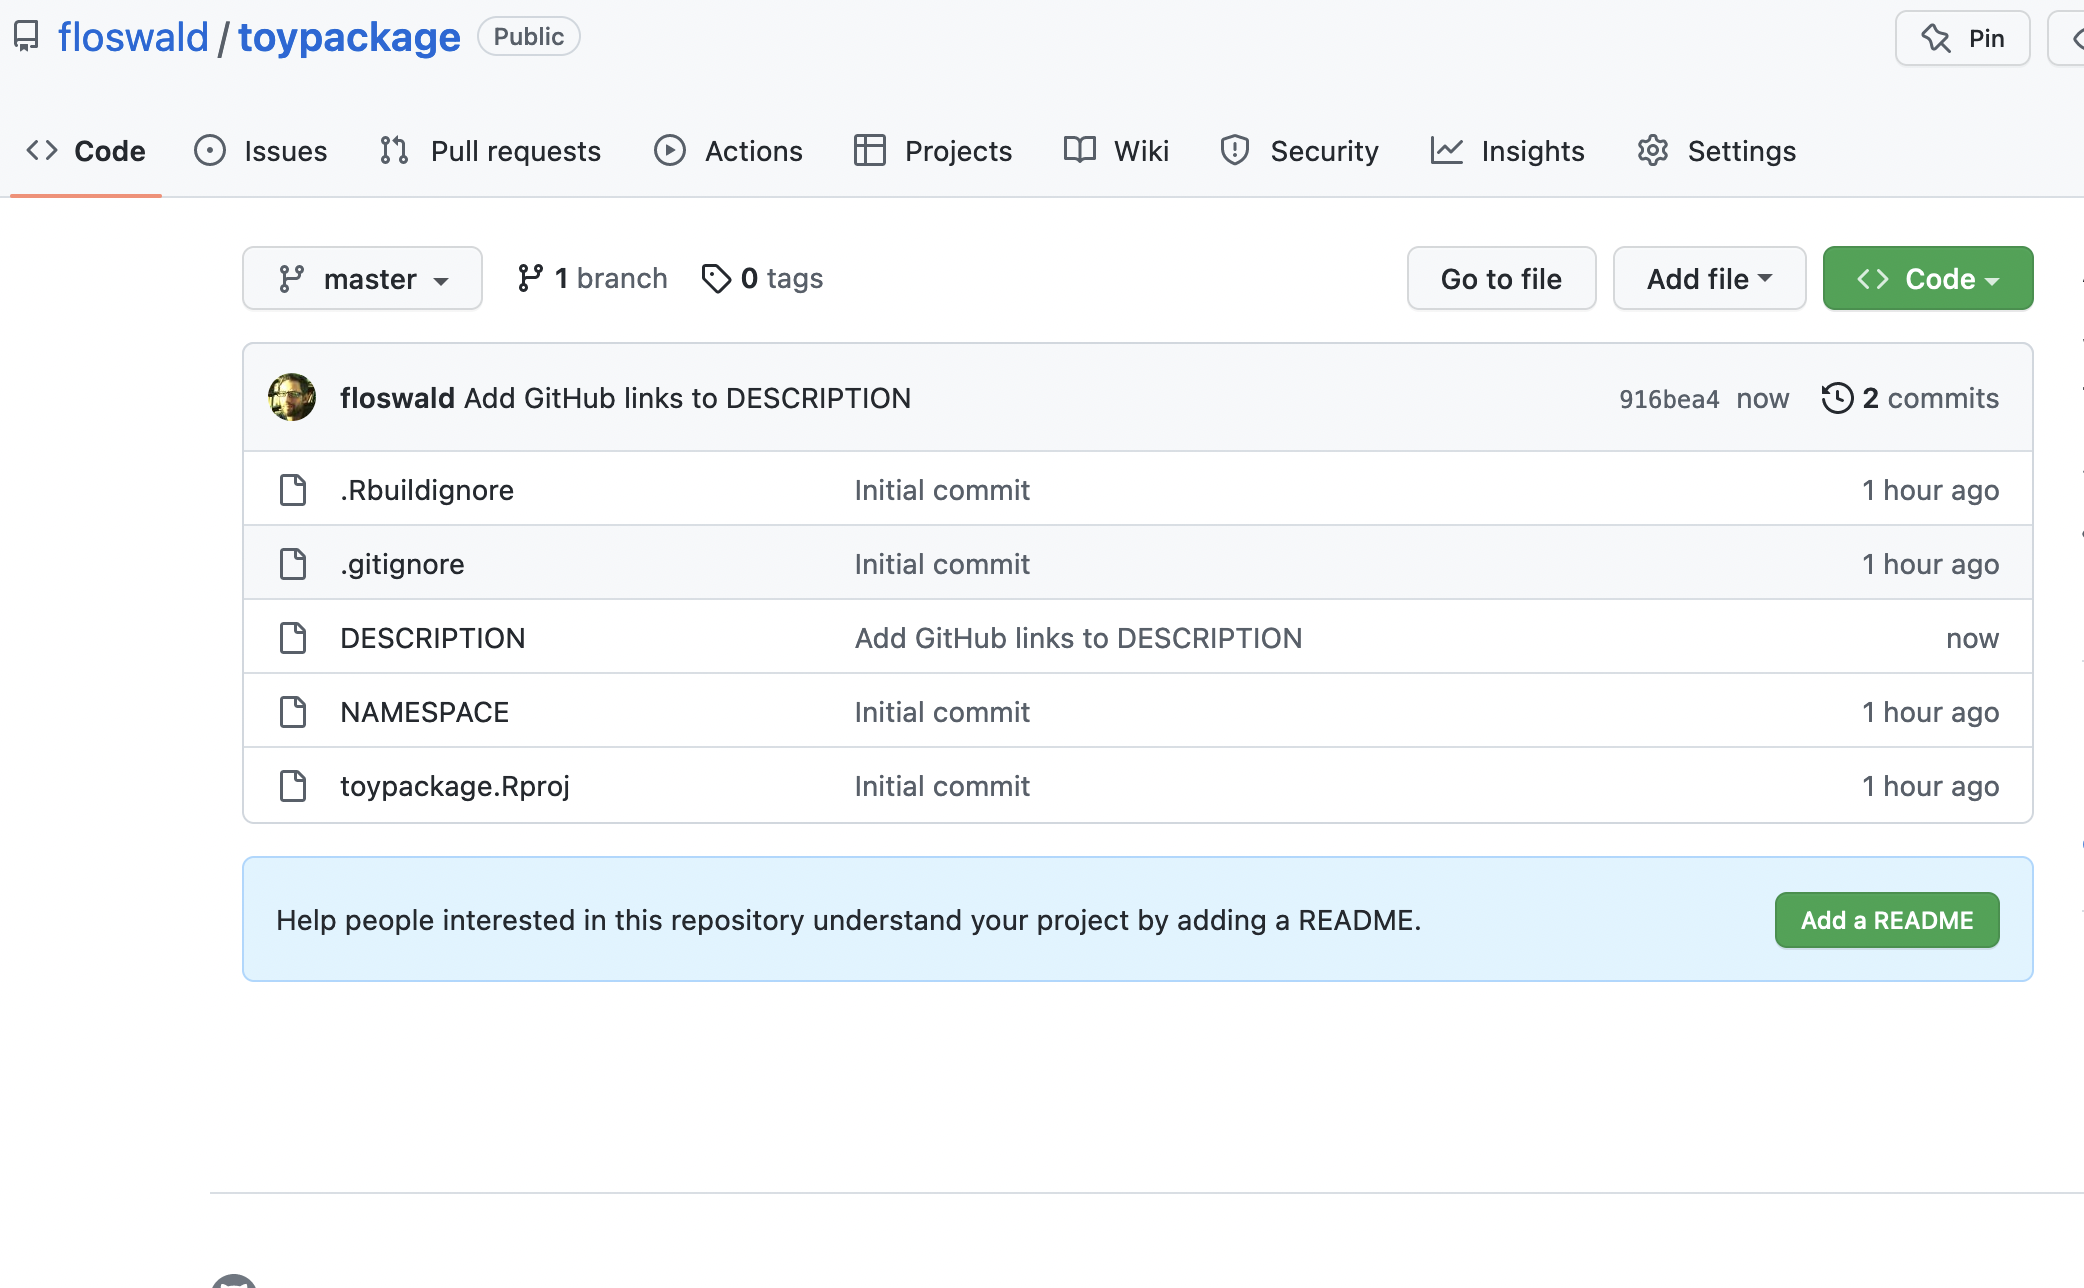 floswald / toypackage Public Pin
Code Issues Pull requests Actions Projects Wiki Security Insights Settings
master 1 branch 0 tags Go to file Add file Code
floswald Add GitHub links to DESCRIPTION 916bea4 now 2 commits
.Rbuildignore Initial commit 1 hour ago
.gitignore Initial commit 1 hour ago
DESCRIPTION Add GitHub links to DESCRIPTION now
NAMESPACE Initial commit 1 hour ago
toypackage.Rproj Initial commit 1 hour ago
Help people interested in this repository understand your project by adding a README. Add a README